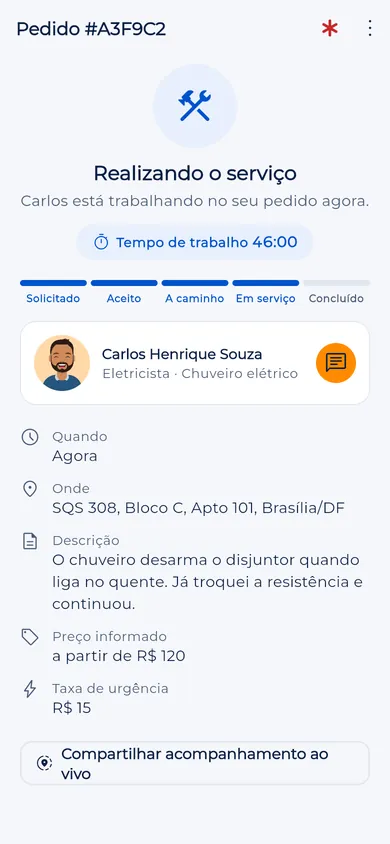 Pedido #A3F9C2
Realizando o serviço
Carlos está trabalhando no seu pedido agora.
Tempo de trabalho 46:00
Solicitado Aceito A caminho Em serviço Concluído
Carlos Henrique Souza
Eletricista · Chuveiro elétrico
Quando
Agora
Onde
SQS 308, Bloco C, Apto 101, Brasília/DF
Descrição
O chuveiro desarma o disjuntor quando
liga no quente. Já troquei a resistência e
continuou.
Preço informado
a partir de R$ 120
Taxa de urgência
R$ 15
Compartilhar acompanhamento ao
vivo